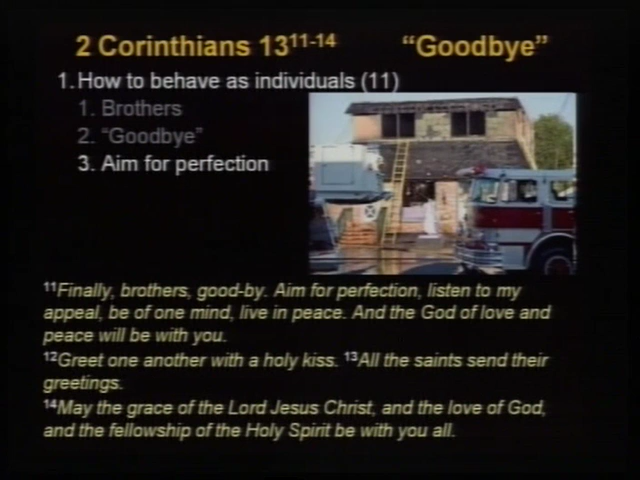 2 Corinthians 13¹¹⁻¹⁴ “Goodbye”
1. How to behave as individuals (11)
1. Brothers
2. “Goodbye”
3. Aim for perfection
¹¹Finally, brothers, good-by. Aim for perfection, listen to my
appeal, be of one mind, live in peace. And the God of love and
peace will be with you.
¹²Greet one another with a holy kiss. ¹³All the saints send their
greetings.
¹⁴May the grace of the Lord Jesus Christ, and the love of God,
and the fellowship of the Holy Spirit be with you all.